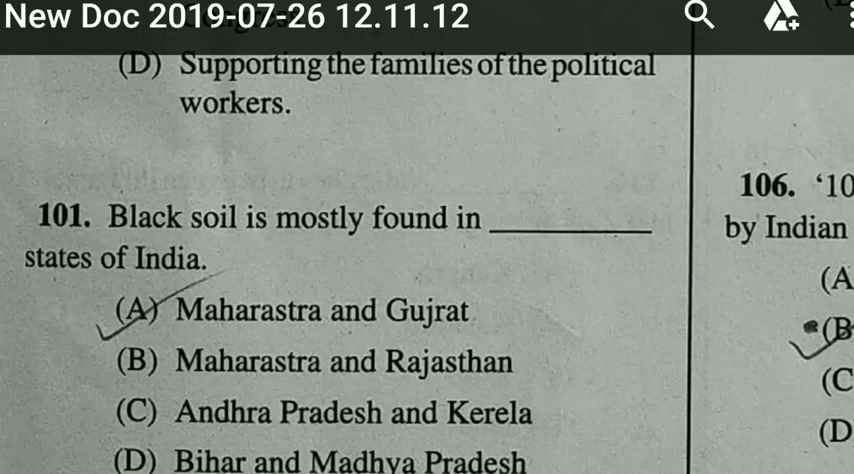 New Doc 2019-07-26 12.11.12
(D) Supporting the families of the political
workers.
101. Black soil is mostly found in ________
states of India.
(A) Maharastra and Gujrat
(B) Maharastra and Rajasthan
(C) Andhra Pradesh and Kerela
(D) Bihar and Madhya Pradesh
106. ‘10
by Indian
(A
(B
(C
(D